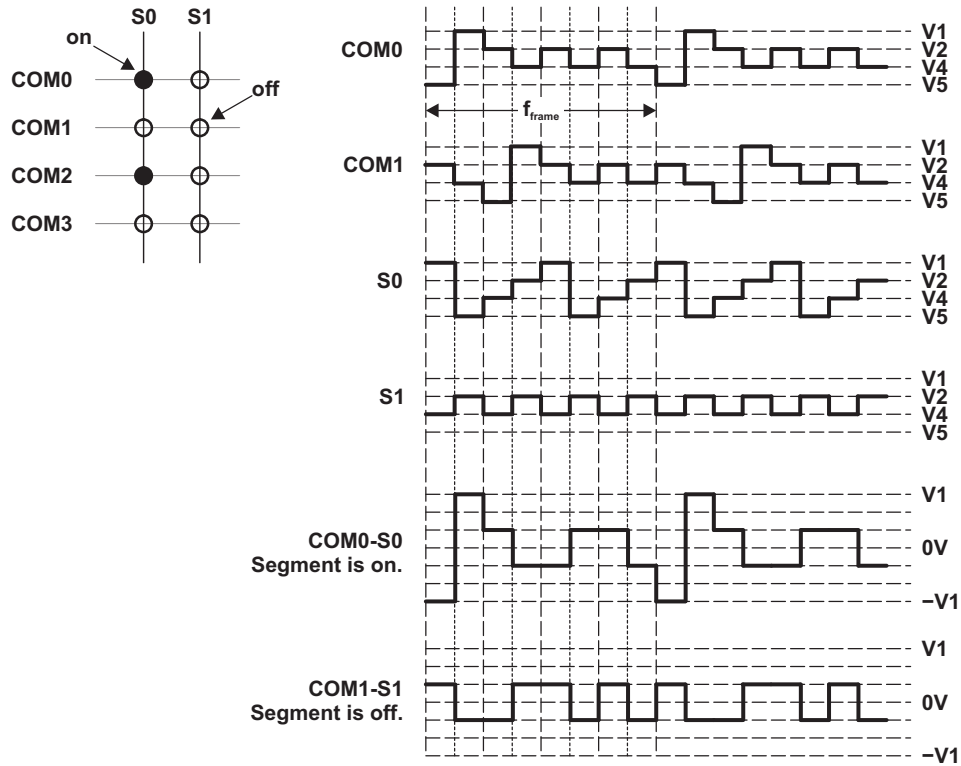 S0 S1
on
off
COM0
COM1
COM2
COM3
COM0
V1
V2
V4
V5
fframe
COM1
V1
V2
V4
V5
S0
V1
V2
V4
V5
S1
V1
V2
V4
V5
COM0-S0
Segment is on.
V1
0V
−V1
COM1-S1
Segment is off.
V1
0V
−V1